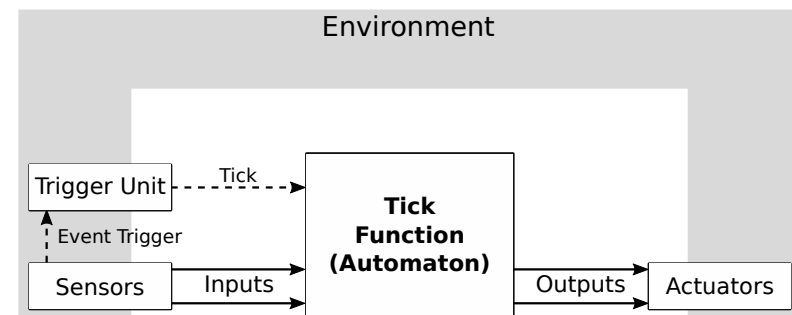 Environment
Trigger Unit
Tick
Event Trigger
Tick
Function
(Automaton)
Sensors
Inputs
Outputs
Actuators